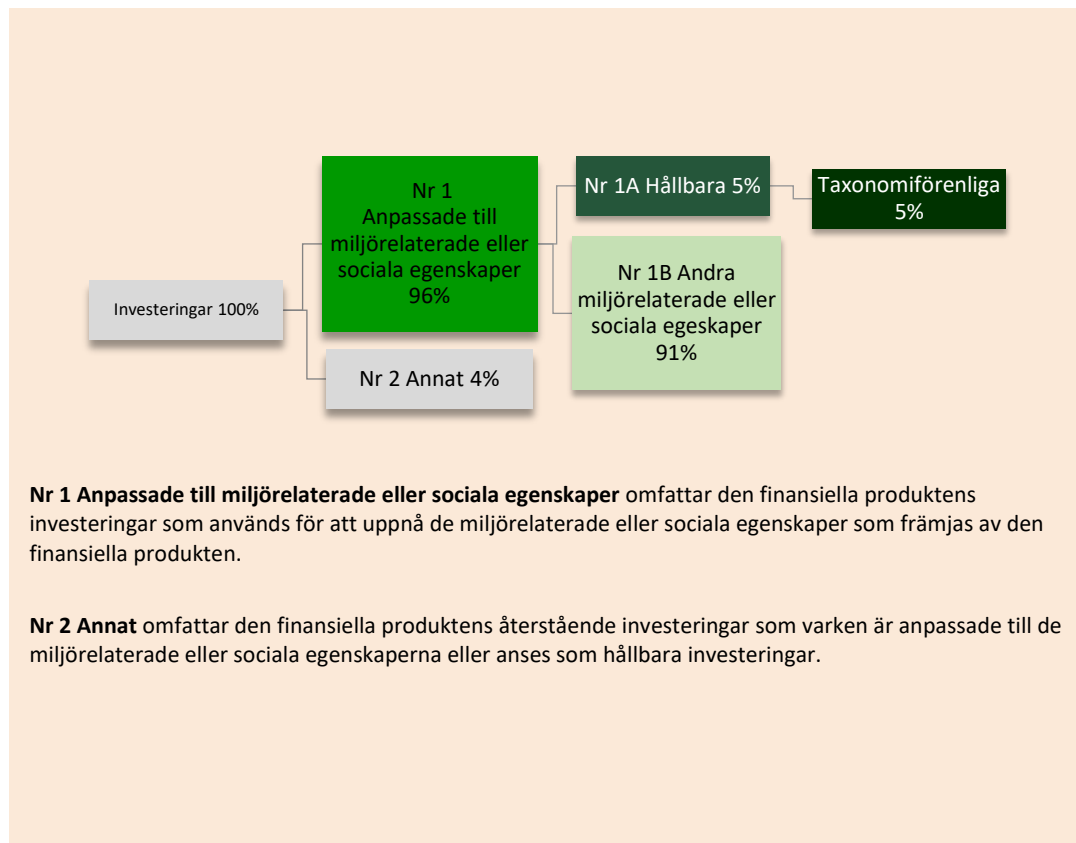 Investeringar 100%
Nr 1
Anpassade till
miljörelaterade eller
sociala egenskaper
96%
Nr 2 Annat 4%
Nr 1A Hållbara 5%
Nr 1B Andra
miljörelaterade eller
sociala egeskaper
91%
Taxonomiförenliga
5%
Nr 1 Anpassade till miljörelaterade eller sociala egenskaper omfattar den finansiella produktens
investeringar som används för att uppnå de miljörelaterade eller sociala egenskaper som främjas av den
finansiella produkten.
Nr 2 Annat omfattar den finansiella produktens återstående investeringar som varken är anpassade till de
miljörelaterade eller sociala egenskaperna eller anses som hållbara investeringar.